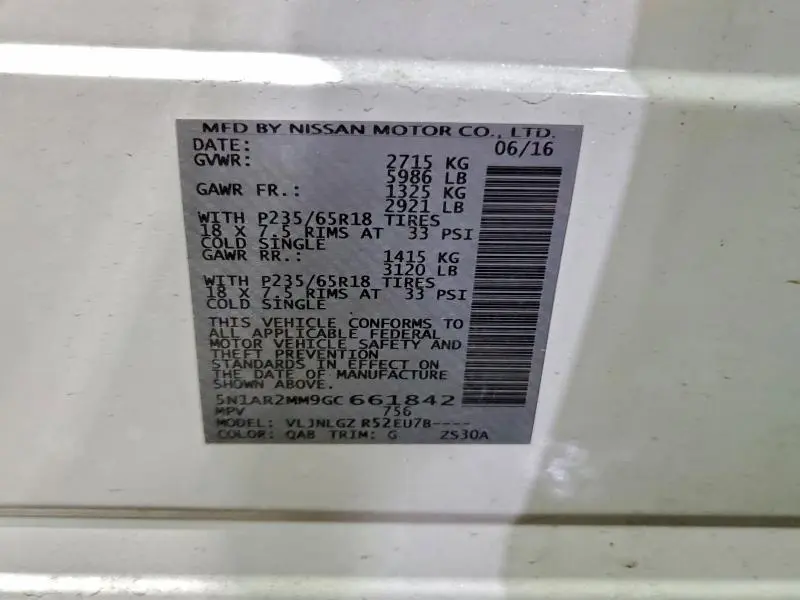 MFD BY NISSAN MOTOR CO., LTD.
DATE: 06/16
GVWR: 2715 KG
5986 LB
GAWR FR.: 1325 KG
2921 LB
WITH P235/65R18 TIRES
18 X 7.5 RIMS AT 33 PSI
COLD SINGLE
GAWR RR.: 1415 KG
3120 LB
WITH P235/65R18 TIRES
18 X 7.5 RIMS AT 33 PSI
COLD SINGLE
THIS VEHICLE CONFORMS TO
ALL APPLICABLE FEDERAL
MOTOR VEHICLE SAFETY AND
THEFT PREVENTION
STANDARDS IN EFFECT ON
THE DATE OF MANUFACTURE
SHOWN ABOVE.
5N1AR2MM9GC 661842
MPV 756
MODEL: VLJNLGZ R52EU7B----
COLOR: QAB TRIM: G ZS30A